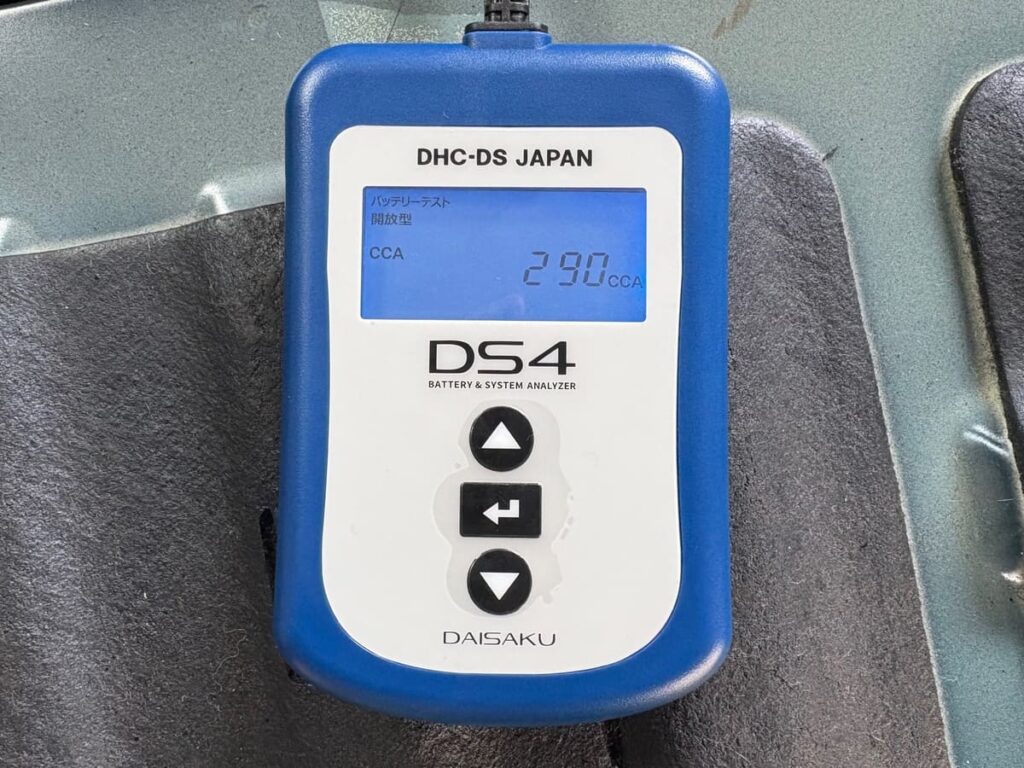 DHC-DS JAPAN
バッテリーテスト
開放型
CCA
290CCA
DS4
BATTERY & SYSTEM ANALYZER
DAISAKU